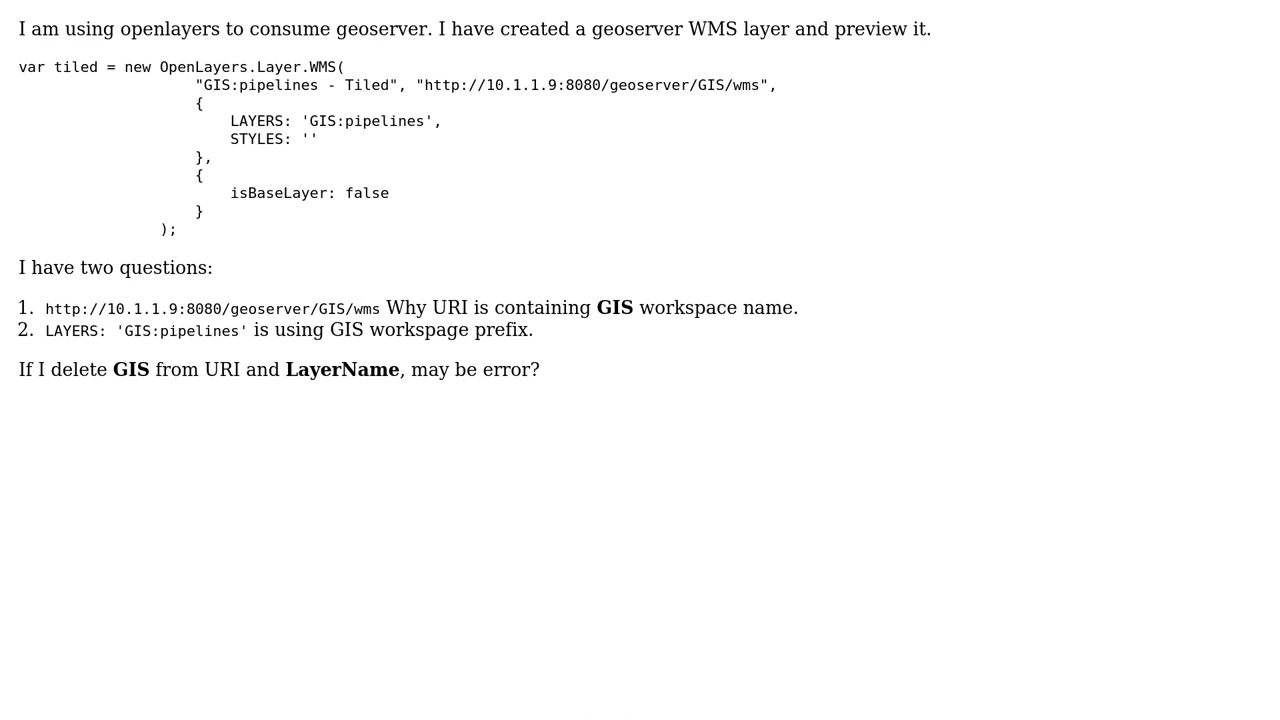 I am using openlayers to consume geoserver. I have created a geoserver WMS layer and preview it.
var tiled = new OpenLayers.Layer.WMS(
                    "GIS:pipelines - Tiled", "http://10.1.1.9:8080/geoserver/GIS/wms",
                    {
                        LAYERS: 'GIS:pipelines',
                        STYLES: ''
                    },
                    {
                        isBaseLayer: false
                    }
                );
I have two questions:
1. http://10.1.1.9:8080/geoserver/GIS/wms Why URI is containing GIS workspace name.
2. LAYERS: 'GIS:pipelines' is using GIS workspage prefix.
If I delete GIS from URI and LayerName, may be error?